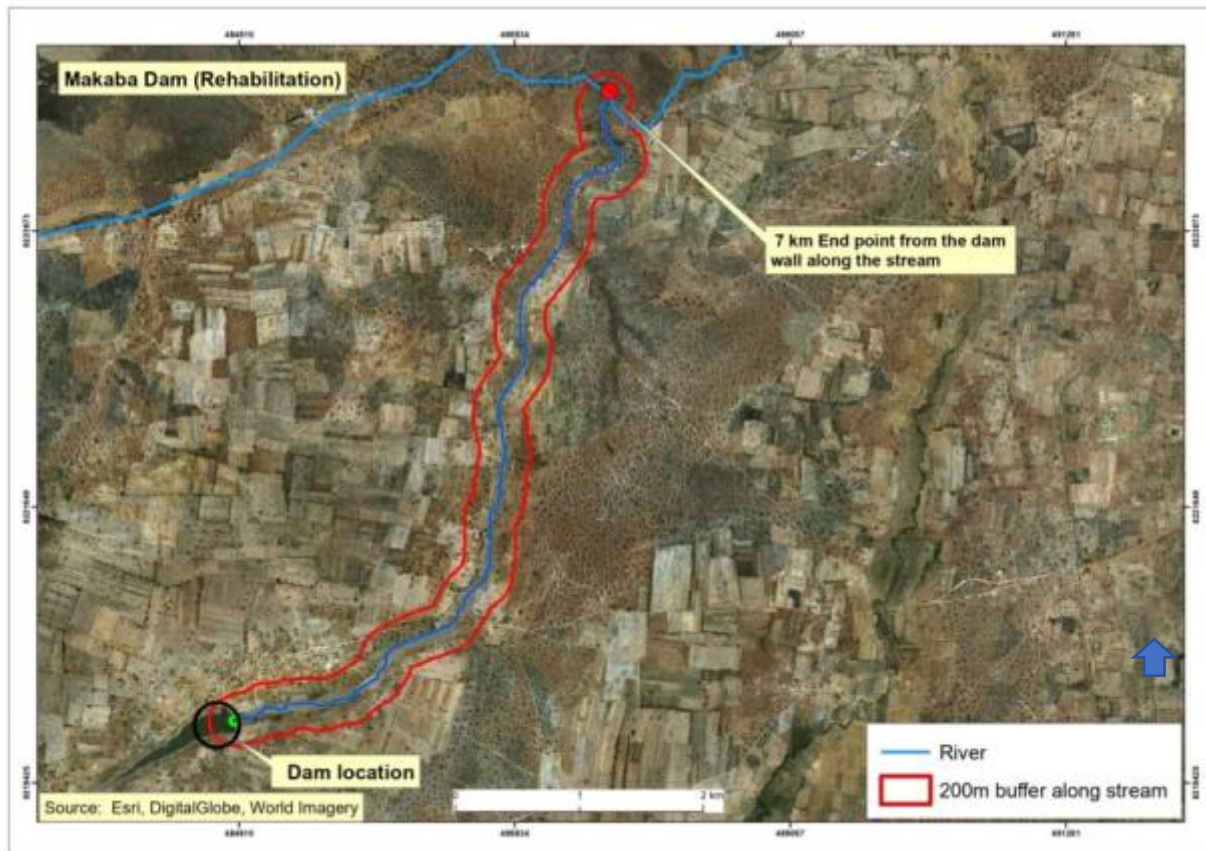 Makaba Dam (Rehabilitation)
7 km End point from the dam
wall along the stream
Dam location
Source: Esri, DigitalGlobe, World Imagery
0 1 2 km
River
200m buffer along stream